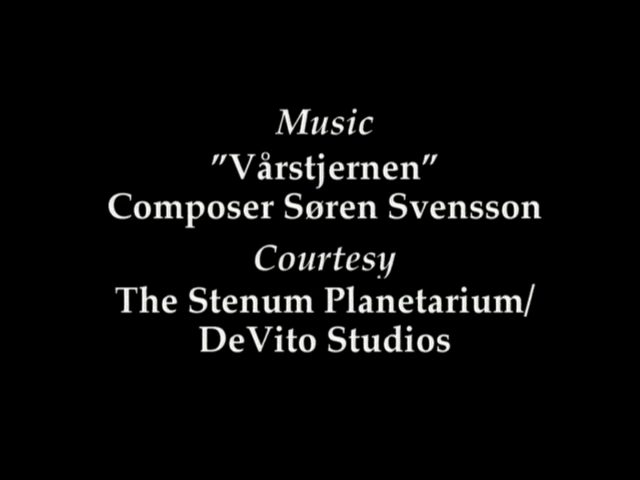 Music
”Vårstjernen”
Composer Søren Svensson
Courtesy
The Stenum Planetarium/
DeVito Studios